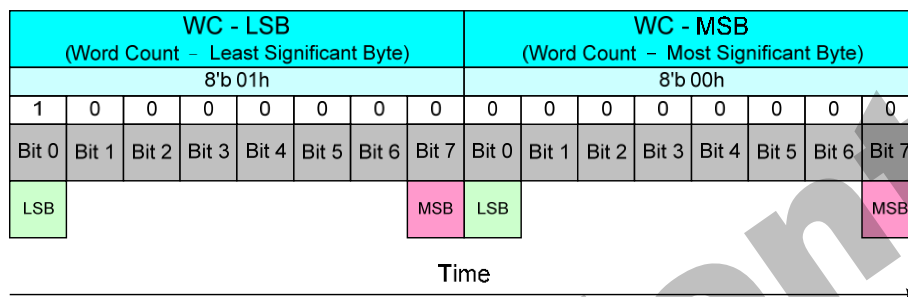 WC - LSB WC - MSB
(Word Count – Least Significant Byte) (Word Count – Most Significant Byte)
8'b 01h 8'b 00h
1 0 0 0 0 0 0 0 0 0 0 0 0 0 0 0
Bit 0 Bit 1 Bit 2 Bit 3 Bit 4 Bit 5 Bit 6 Bit 7 Bit 0 Bit 1 Bit 2 Bit 3 Bit 4 Bit 5 Bit 6 Bit 7
LSB MSB LSB MSB
Time